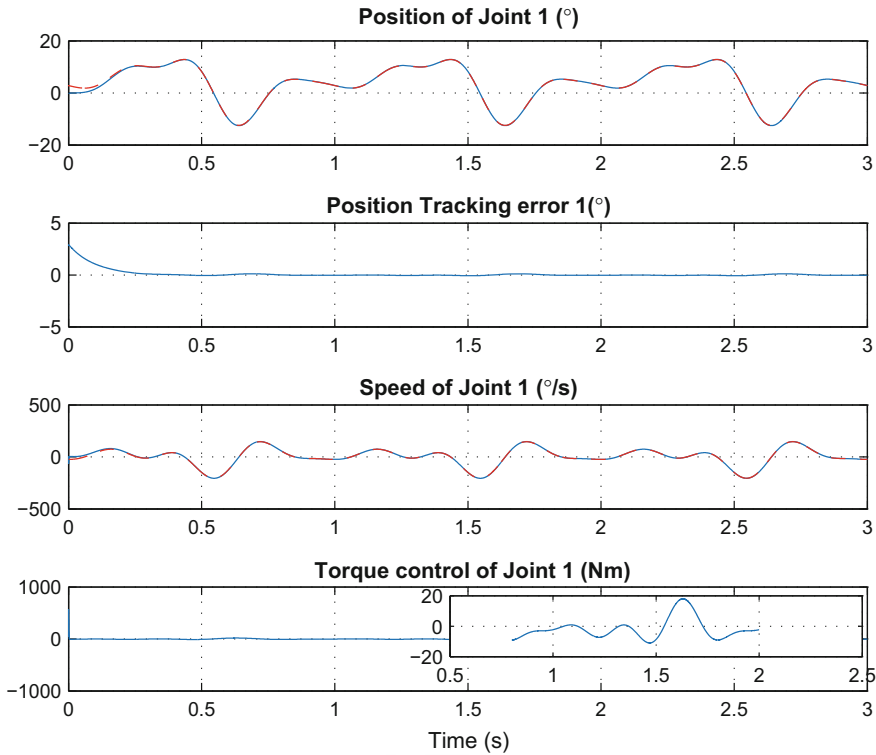 Position of Joint 1 (°)
20
0
−20
0 0.5 1 1.5 2 2.5 3
Position Tracking error 1(°)
5
0
−5
0 0.5 1 1.5 2 2.5 3
Speed of Joint 1 (°/s)
500
0
−500
0 0.5 1 1.5 2 2.5 3
Torque control of Joint 1 (Nm)
1000
0
−1000
20
0
−20
0.5 1 1.5 2 2.5
0 0.5 1 1.5 2 2.5 3
Time (s)